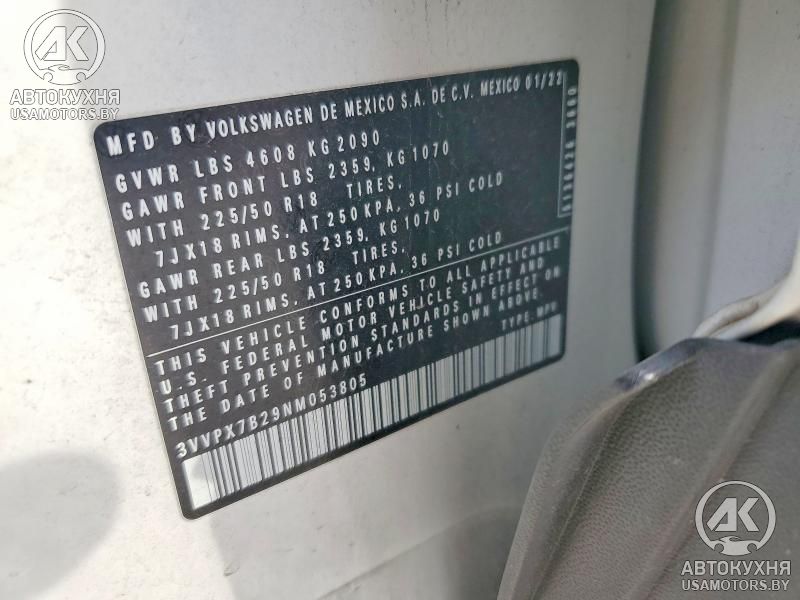 AK
АВТОКУХНЯ
USAMOTORS.BY
MFD BY VOLKSWAGEN DE MEXICO S.A. DE C.V. MEXICO 01/22
GVWR LBS 4608 KG 2090
GAWR FRONT LBS 2359, KG 1070
WITH 225/50 R18 TIRES,
7JX18 RIMS, AT 250 KPA, 36 PSI COLD
GAWR REAR LBS 2359, KG 1070
WITH 225/50 R18 TIRES,
7JX18 RIMS, AT 250 KPA, 36 PSI COLD
THIS VEHICLE CONFORMS TO ALL APPLICABLE
U.S. FEDERAL MOTOR VEHICLE SAFETY AND
THEFT PREVENTION STANDARDS IN EFFECT ON
THE DATE OF MANUFACTURE SHOWN ABOVE.
TYPE: MPV
3VVPX7B29NM053805
AK
АВТОКУХНЯ
USAMOTORS.BY